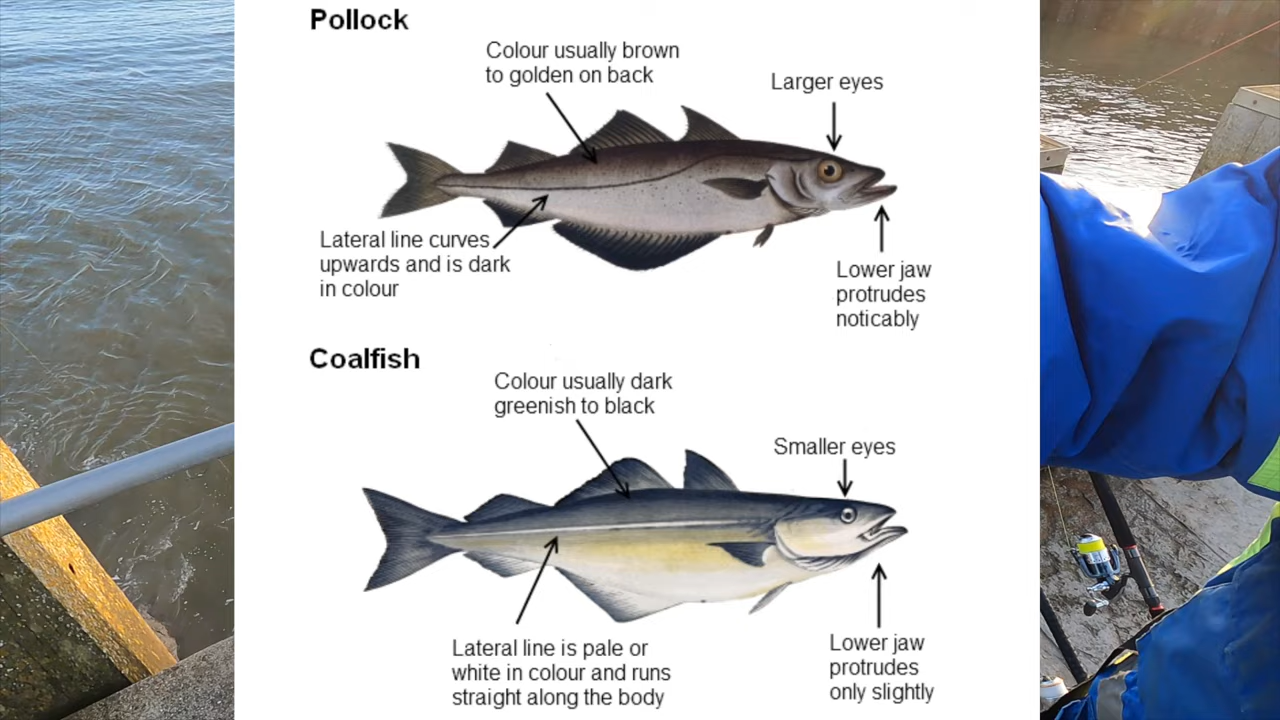 Pollock
Colour usually brown
to golden on back
Larger eyes
Lateral line curves
upwards and is dark
in colour
Lower jaw
protrudes
noticably
Coalfish
Colour usually dark
greenish to black
Smaller eyes
Lateral line is pale or
white in colour and runs
straight along the body
Lower jaw
protrudes
only slightly